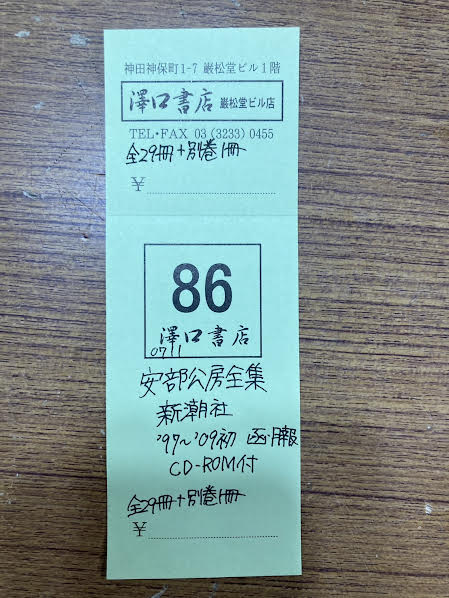 神田神保町1-7 巌松堂ビル1階
澤口書店 巌松堂ビル店
TEL・FAX 03 (3233) 0455
全29冊+別巻1冊
¥
86
澤口書店
0711
安部公房全集
新潮社
'97~'09初 函・月報
CD-ROM付
全29冊+別巻1冊
¥